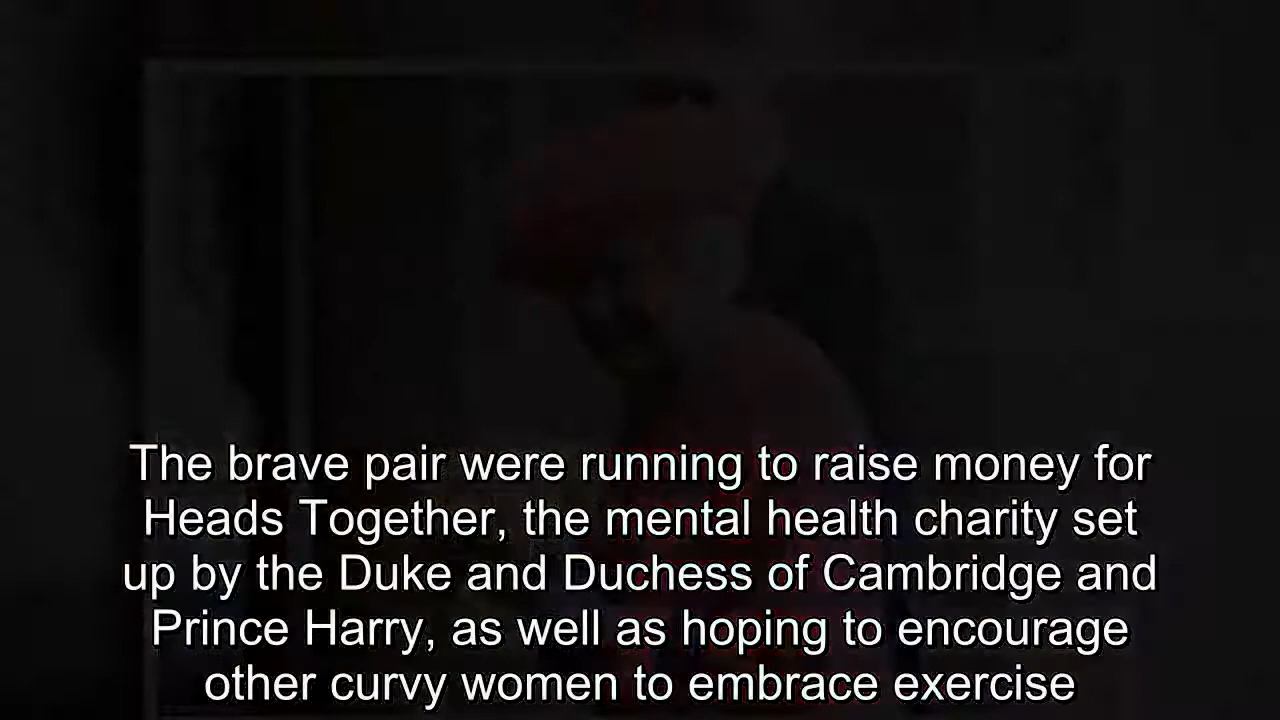 The brave pair were running to raise money for
Heads Together, the mental health charity set
up by the Duke and Duchess of Cambridge and
Prince Harry, as well as hoping to encourage
other curvy women to embrace exercise